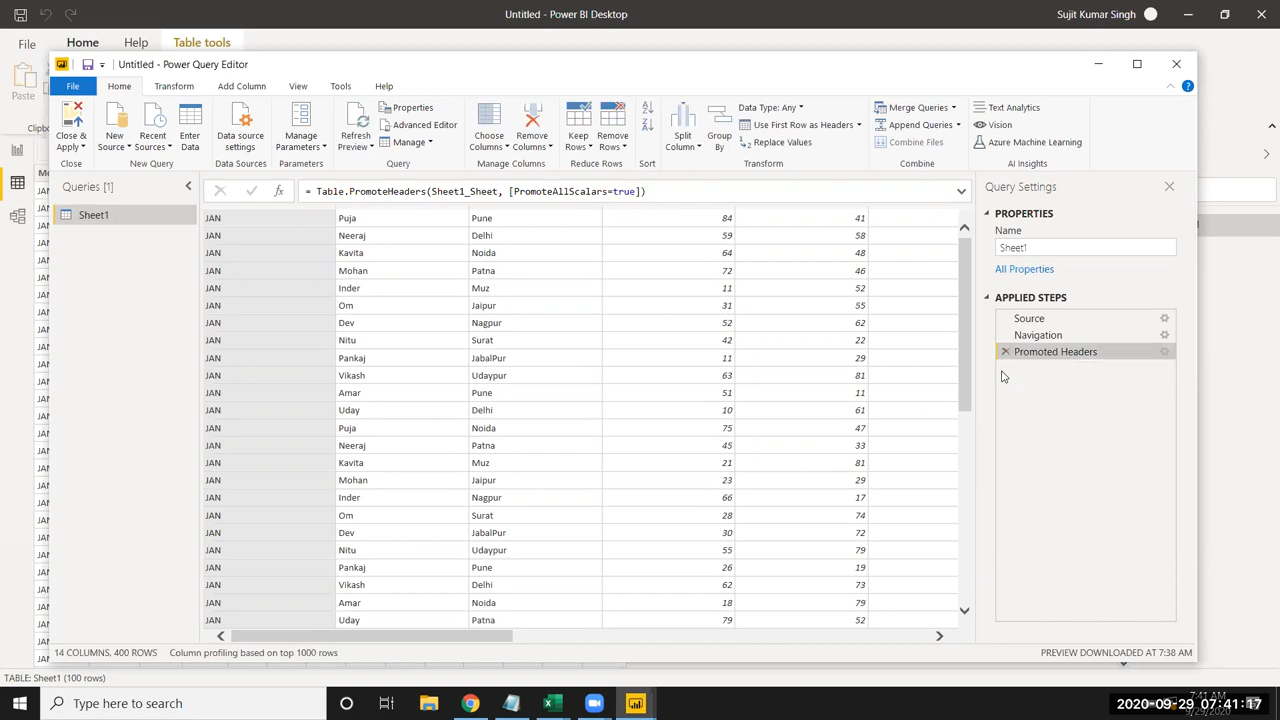 Untitled - Power BI Desktop
Sujit Kumar Singh
File Home Help Table tools
Untitled - Power Query Editor
File Home Transform Add Column View Tools Help
Paste
Clipb
Close & Apply
Close
New Source
Recent Sources
Enter Data
New Query
Data source settings
Data Sources
Manage Parameters
Parameters
Refresh Preview
Properties
Advanced Editor
Manage
Query
Choose Columns
Remove Columns
Manage Columns
Keep Rows
Remove Rows
Reduce Rows
Sort
Split Column
Group By
Data Type: Any
Use First Row as Headers
Replace Values
Transform
Merge Queries
Append Queries
Combine Files
Combine
Text Analytics
Vision
Azure Machine Learning
AI Insights
Queries [1]
Sheet1
= Table.PromoteHeaders(Sheet1_Sheet, [PromoteAllScalars=true])
JAN Puja Pune 84 41
JAN Neeraj Delhi 59 58
JAN Kavita Noida 64 48
JAN Mohan Patna 72 46
JAN Inder Muz 11 52
JAN Om Jaipur 31 55
JAN Dev Nagpur 52 62
JAN Nitu Surat 42 22
JAN Pankaj JabalPur 11 29
JAN Vikash Udaypur 63 81
JAN Amar Pune 51 11
JAN Uday Delhi 10 61
JAN Puja Noida 75 47
JAN Neeraj Patna 45 33
JAN Kavita Muz 21 81
JAN Mohan Jaipur 23 29
JAN Inder Nagpur 66 17
JAN Om Surat 28 74
JAN Dev JabalPur 30 72
JAN Nitu Udaypur 55 79
JAN Pankaj Pune 26 19
JAN Vikash Delhi 62 73
JAN Amar Noida 18 79
JAN Uday Patna 79 52
Query Settings
PROPERTIES
Name
Sheet1
All Properties
APPLIED STEPS
Source
Navigation
Promoted Headers
14 COLUMNS, 400 ROWS Column profiling based on top 1000 rows
PREVIEW DOWNLOADED AT 7:38 AM
TABLE: Sheet1 (100 rows)
Type here to search
2020-09-29 07:41:17